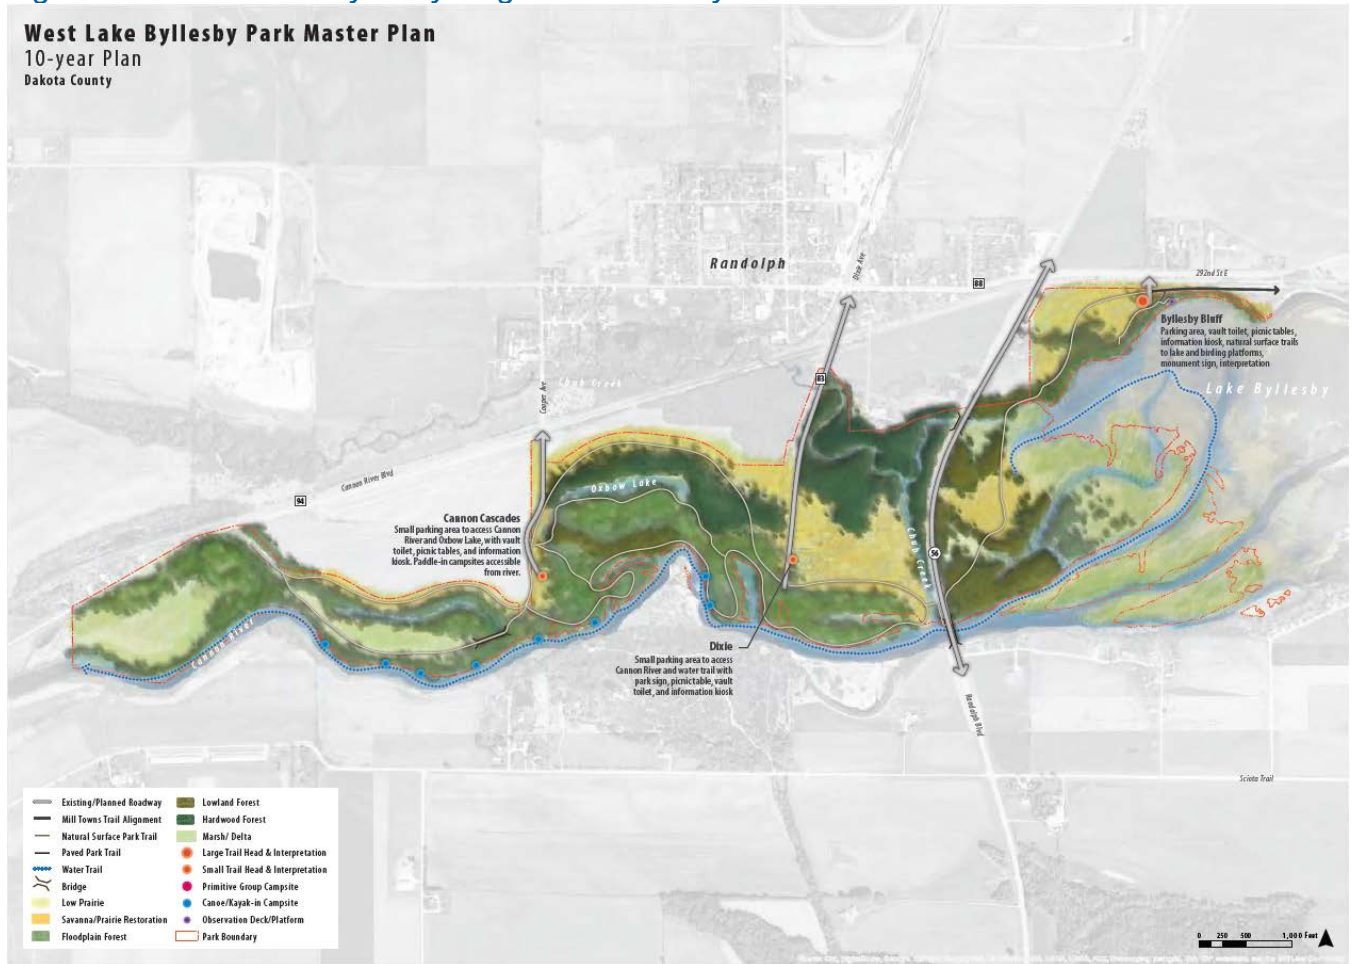 West Lake Byllesby Park Master Plan
10-year Plan
Dakota County
Randolph
Dixie Ave
88
292nd St E
Byllesby Bluff
Parking area, vault toilet, picnic tables,
information kiosk, natural surface trails
to lake and birding platforms,
monument sign, interpretation
Lake Byllesby
83
Chub Creek
Cooper Ave
Cannon River Blvd
94
Oxbow Lake
Cannon Cascades
Small parking area to access Cannon
River and Oxbow Lake, with vault
toilet, picnic tables, and information
kiosk. Paddle-in campsites accessible
from river.
Chub Creek
56
Cannon River
Dixie
Small parking area to access
Cannon River and water trail with
park sign, picnic table, vault
toilet, and information kiosk
Randolph Blvd
Sciota Trail
Existing/Planned Roadway
Mill Towns Trail Alignment
Natural Surface Park Trail
Paved Park Trail
Water Trail
Bridge
Low Prairie
Savanna/Prairie Restoration
Floodplain Forest
Lowland Forest
Hardwood Forest
Marsh/ Delta
Large Trail Head & Interpretation
Small Trail Head & Interpretation
Primitive Group Campsite
Canoe/Kayak-in Campsite
Observation Deck/Platform
Park Boundary
0 250 500 1,000 Feet